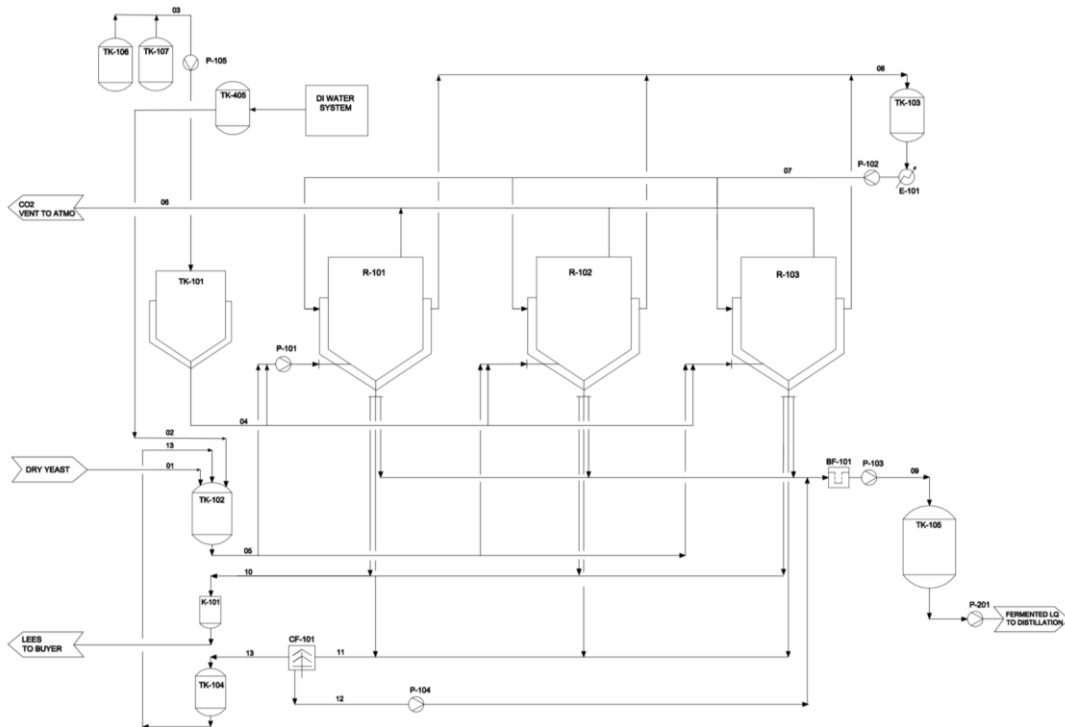 03
TK-106
TK-107
P-105
TK-405
DI WATER
SYSTEM
08
TK-103
P-102
07
E-101
CO2
VENT TO ATMO
06
TK-101
R-101
R-102
R-103
P-101
04
02
13
DRY YEAST
01
TK-102
BF-101
P-103
09
TK-105
05
10
K-101
P-201
FERMENTED LQ
TO DISTILLATION
LEES
TO BUYER
CF-101
13
11
TK-104
12
P-104